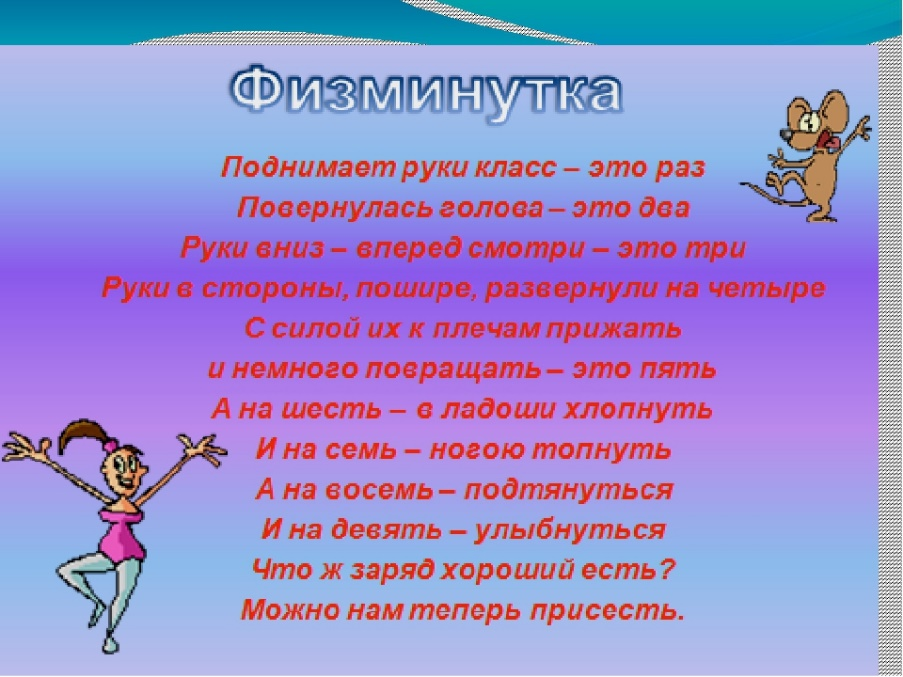 Физминутка
Поднимает руки класс – это раз
Повернулась голова – это два
Руки вниз – вперед смотри – это три
Руки в стороны, пошире, развернули на четыре
С силой их к плечам прижать
и немного повращать – это пять
А на шесть – в ладоши хлопнуть
И на семь – ногою топнуть
А на восемь – подтянуться
И на девять – улыбнуться
Что ж заряд хороший есть?
Можно нам теперь присесть.